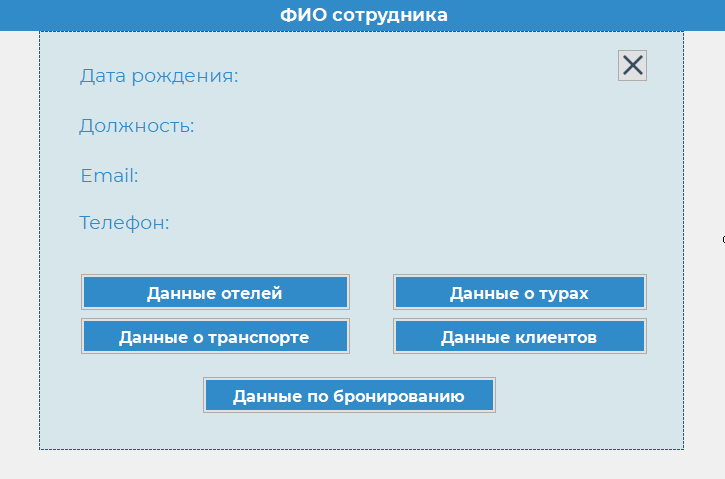 ФИО сотрудника
Дата рождения:
Должность:
Email:
Телефон:
Данные отелей
Данные о турах
Данные о транспорте
Данные клиентов
Данные по бронированию